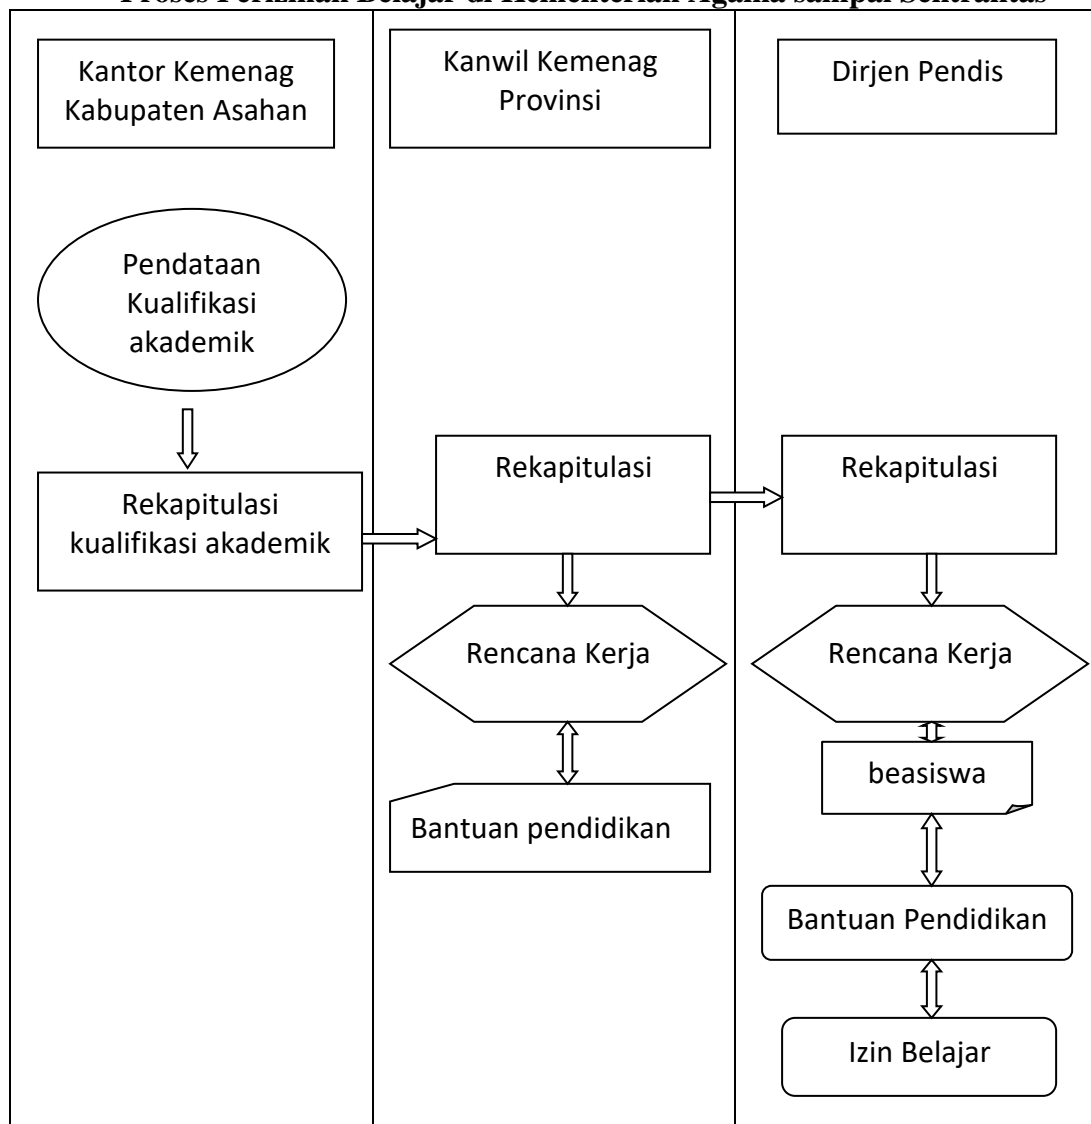 Proses Perizinan Belajar di Kementerian Agama sampai Sentralitas
Kantor Kemenag
Kabupaten Asahan
Kanwil Kemenag
Provinsi
Dirjen Pendis
Pendataan
Kualifikasi
akademik
Rekapitulasi
kualifikasi akademik
Rekapitulasi
Rekapitulasi
Rencana Kerja
Rencana Kerja
Bantuan pendidikan
beasiswa
Bantuan Pendidikan
Izin Belajar